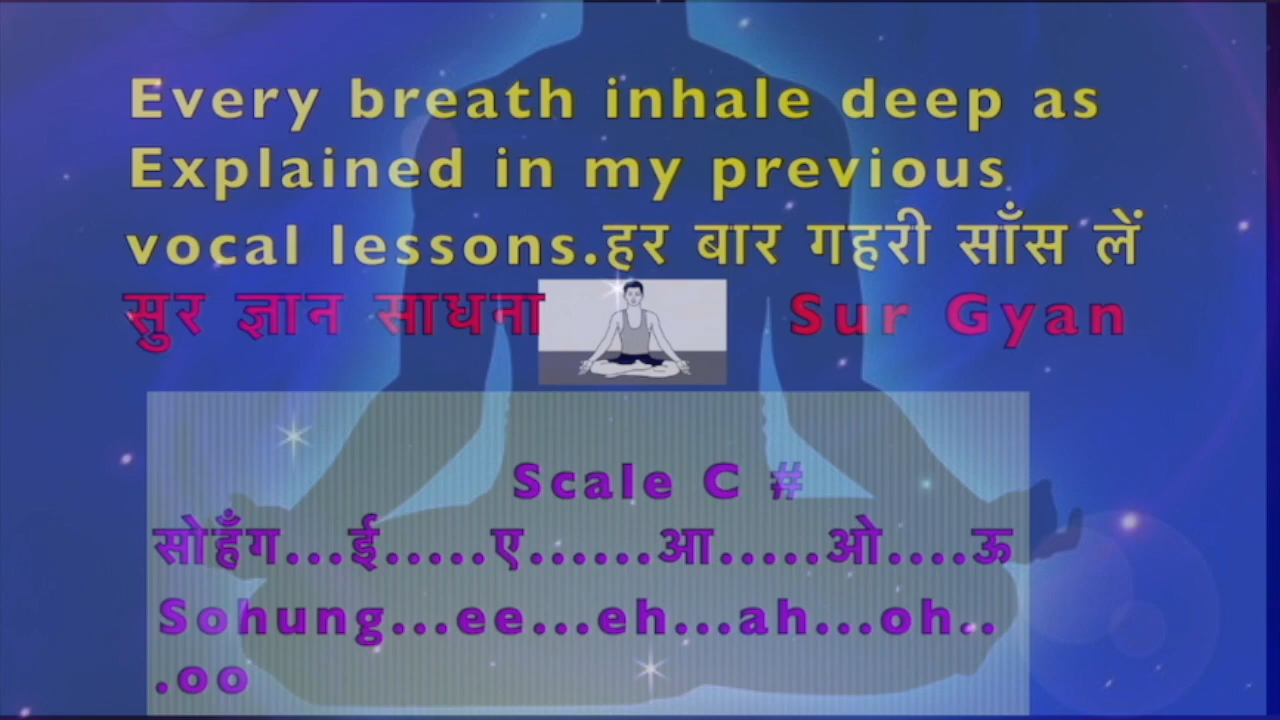 Every breath inhale deep as
Explained in my previous
vocal lessons.हर बार गहरी साँस लें
सुर ज्ञान साधना Sur Gyan
Scale C #
सोहँग...ई.....ए......आ.....ओ....ऊ
Sohung...ee...eh...ah...oh..
.oo